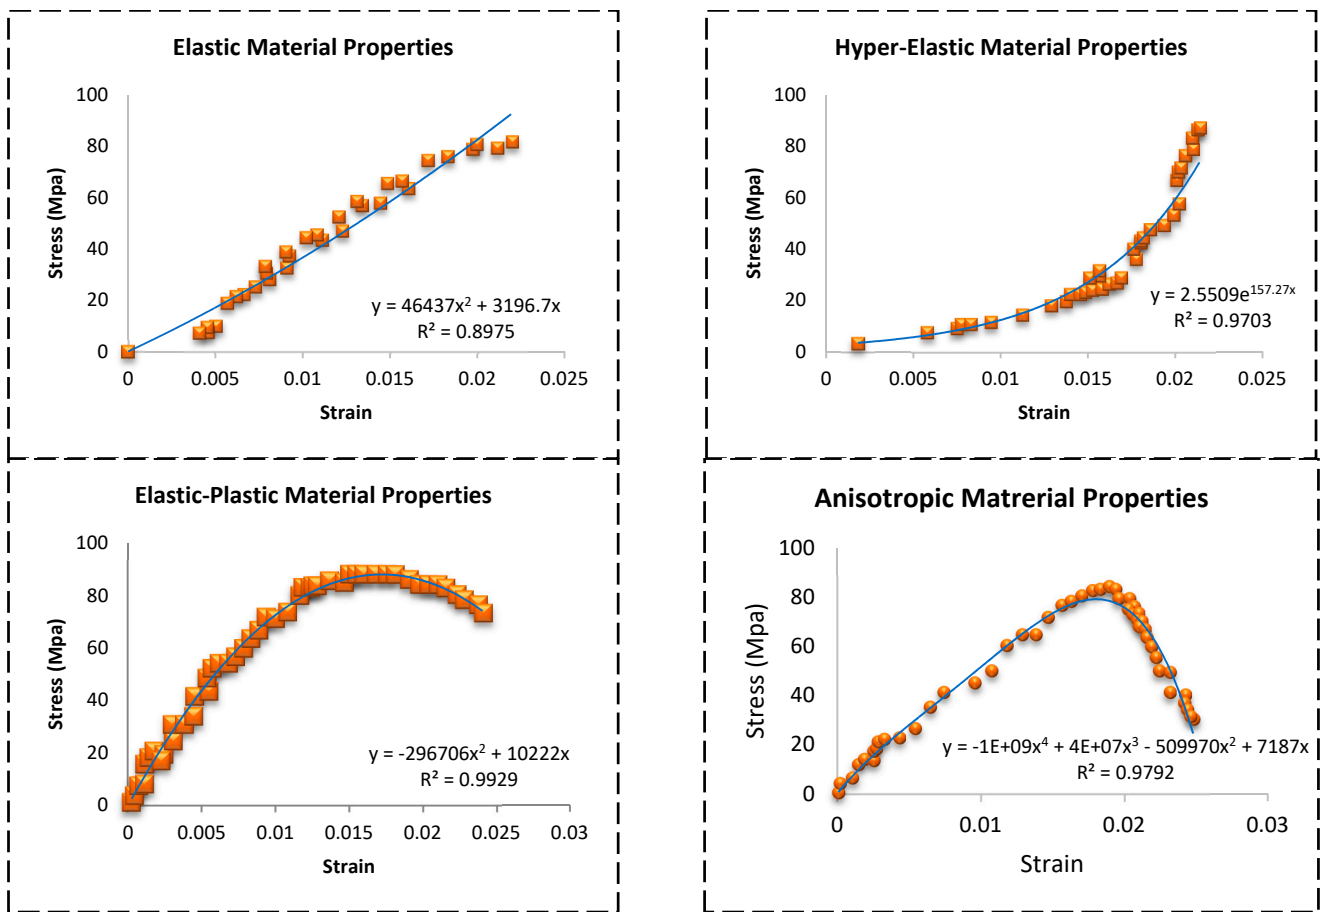 Elastic Material Properties
100
80
60
40
20
0
Stress (Mpa)
y = 46437x² + 3196.7x
R² = 0.8975
0 0.005 0.01 0.015 0.02 0.025
Strain
Hyper-Elastic Material Properties
100
80
60
40
20
0
Stress (Mpa)
y = 2.5509e^157.27x
R² = 0.9703
0 0.005 0.01 0.015 0.02 0.025
Strain
Elastic-Plastic Material Properties
100
80
60
40
20
0
Stress (Mpa)
y = -296706x² + 10222x
R² = 0.9929
0 0.005 0.01 0.015 0.02 0.025 0.03
Strain
Anisotropic Matrerial Properties
100
80
60
40
20
0
Stress (Mpa)
y = -1E+09x⁴ + 4E+07x³ - 509970x² + 7187x
R² = 0.9792
0 0.01 0.02 0.03
Strain